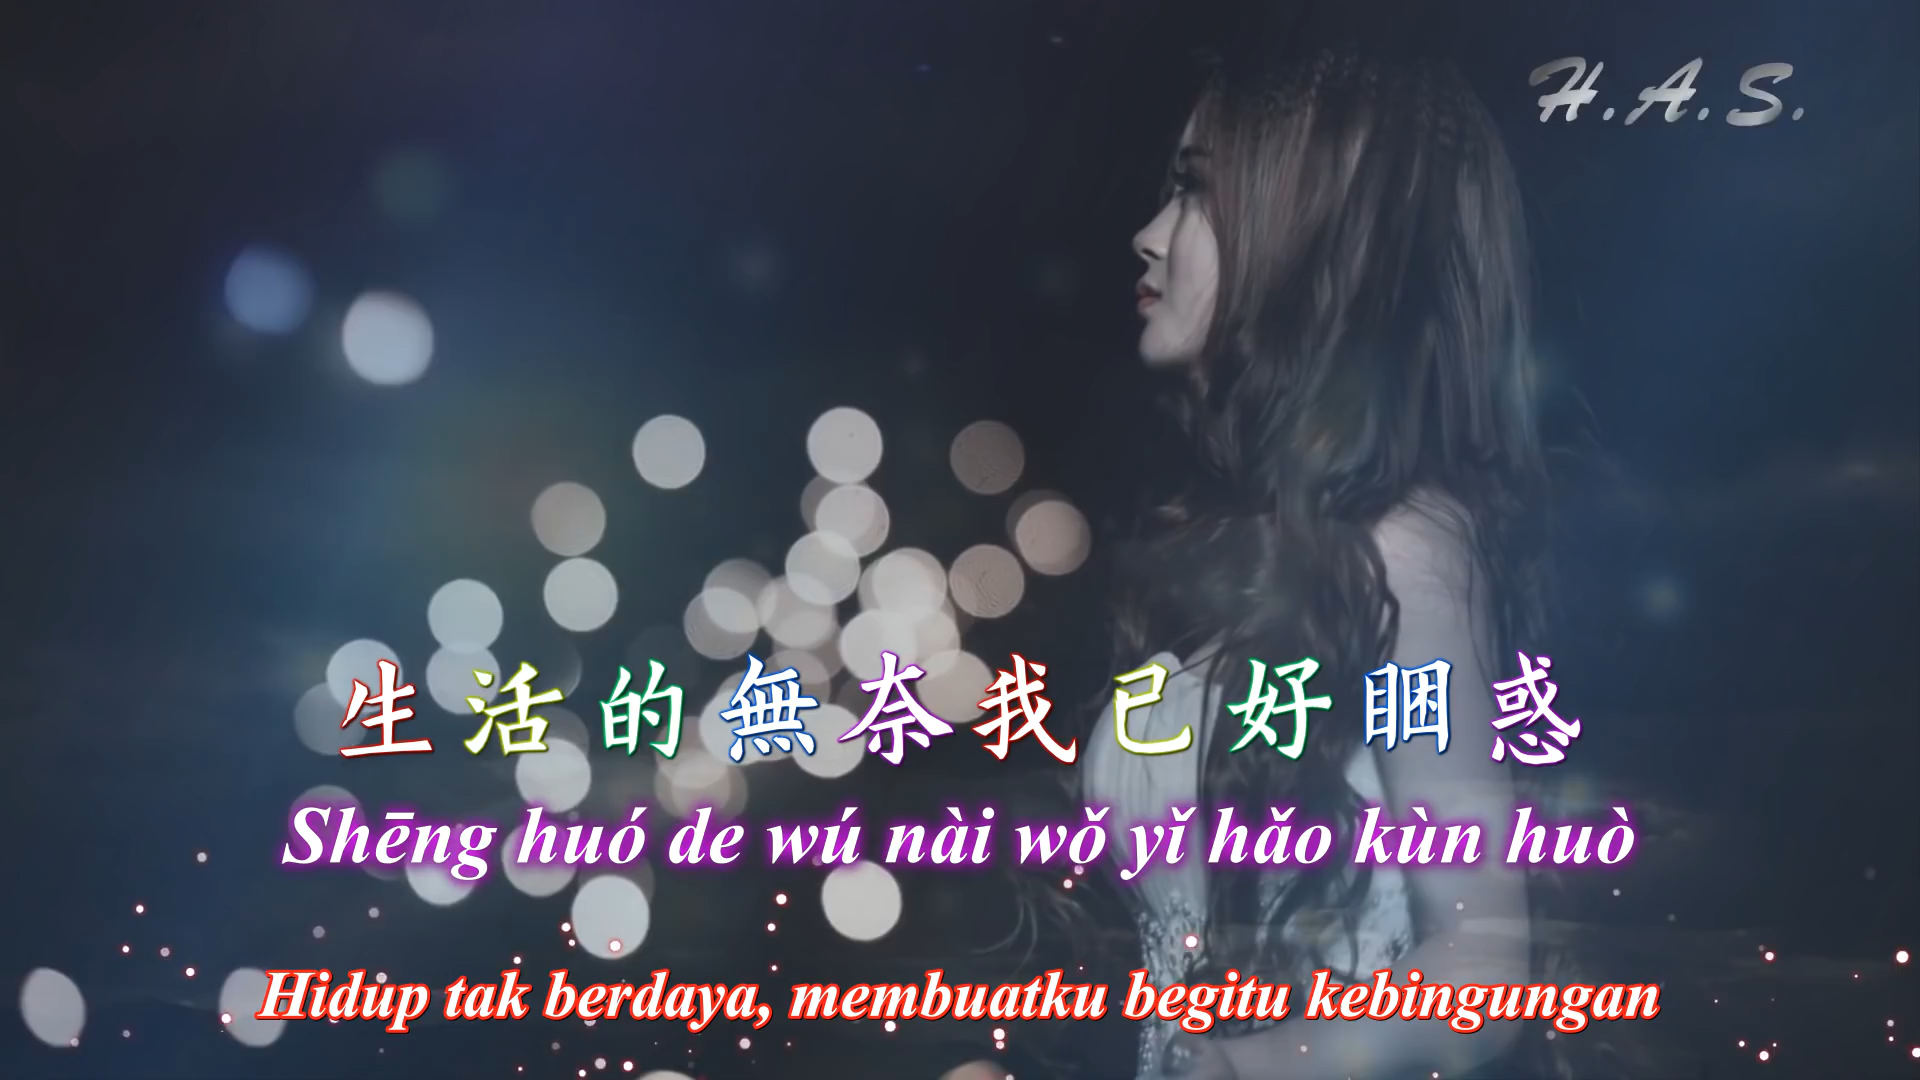 H.A.S.
生活的無奈我已好睏惑
Shēng huó de wú nài wǒ yǐ hǎo kùn huò
Hidup tak berdaya, membuatku begitu kebingungan